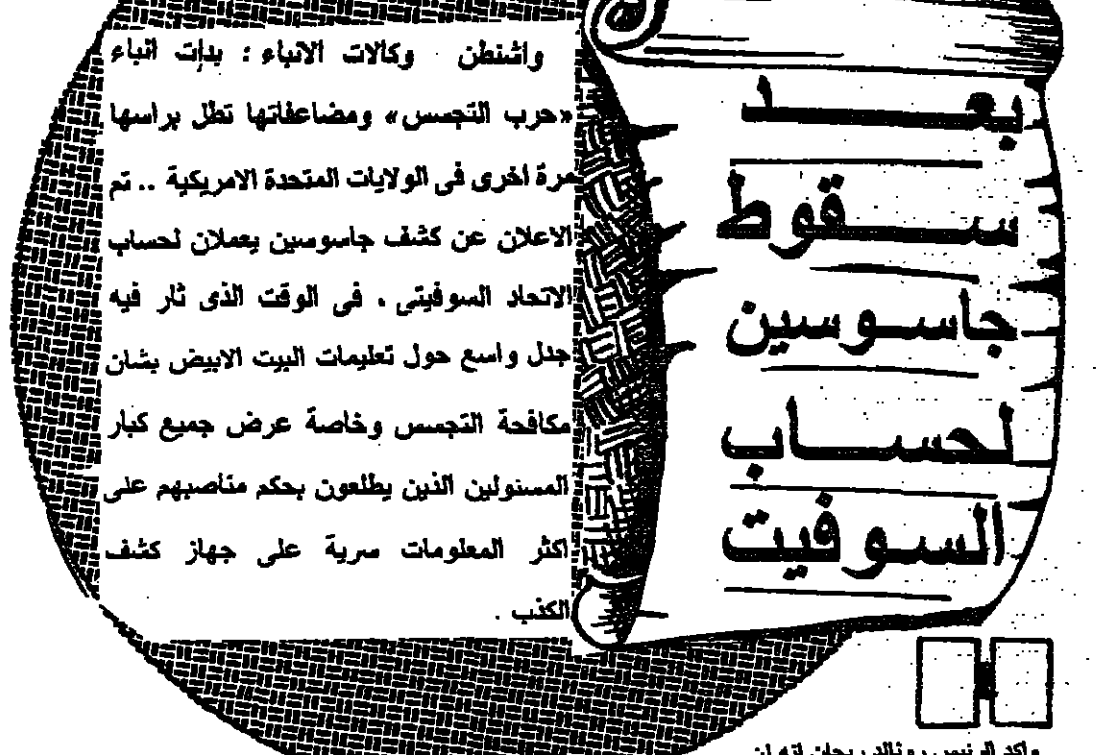 بعد
سقوط
جاسوسين
لحساب
السوفيت
واشنطن وكالات الانباء : بدات انباء
«حرب التجسس» ومضاعفاتها تطل براسها
مرة اخرى فى الولايات المتحدة الامريكية .. تم
الاعلان عن كشف جاسوسين يعملان لحساب
الاتحاد السوفيتى . فى الوقت الذى ثار فيه
جدل واسع حول تعليمات البيت الابيض بشان
مكافحة التجسس وخاصة عرض جميع كبار
المسئولين الذين يطلعون بحكم مناصبهم على
اكثر المعلومات سرية على جهاز كشف
الكذب .
واكد الرئيس رونالد ريجان انه لن